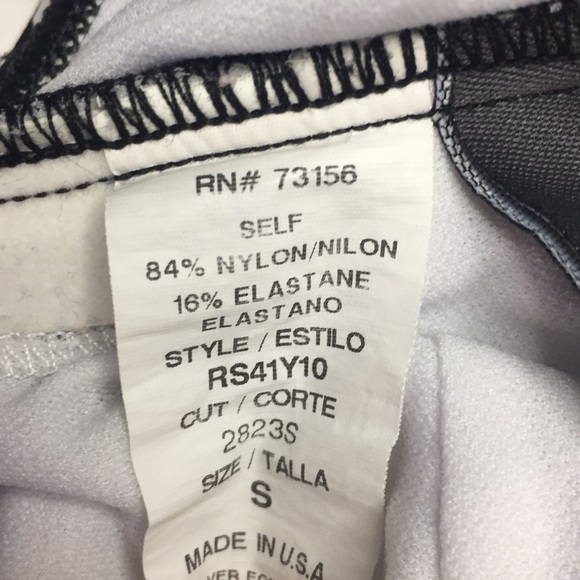 RN# 73156
SELF
84% NYLON/NILON
16% ELASTANE
ELASTANO
STYLE / ESTILO
RS41Y10
CUT / CORTE
2823S
SIZE / TALLA
S
MADE IN U.S.A
VER